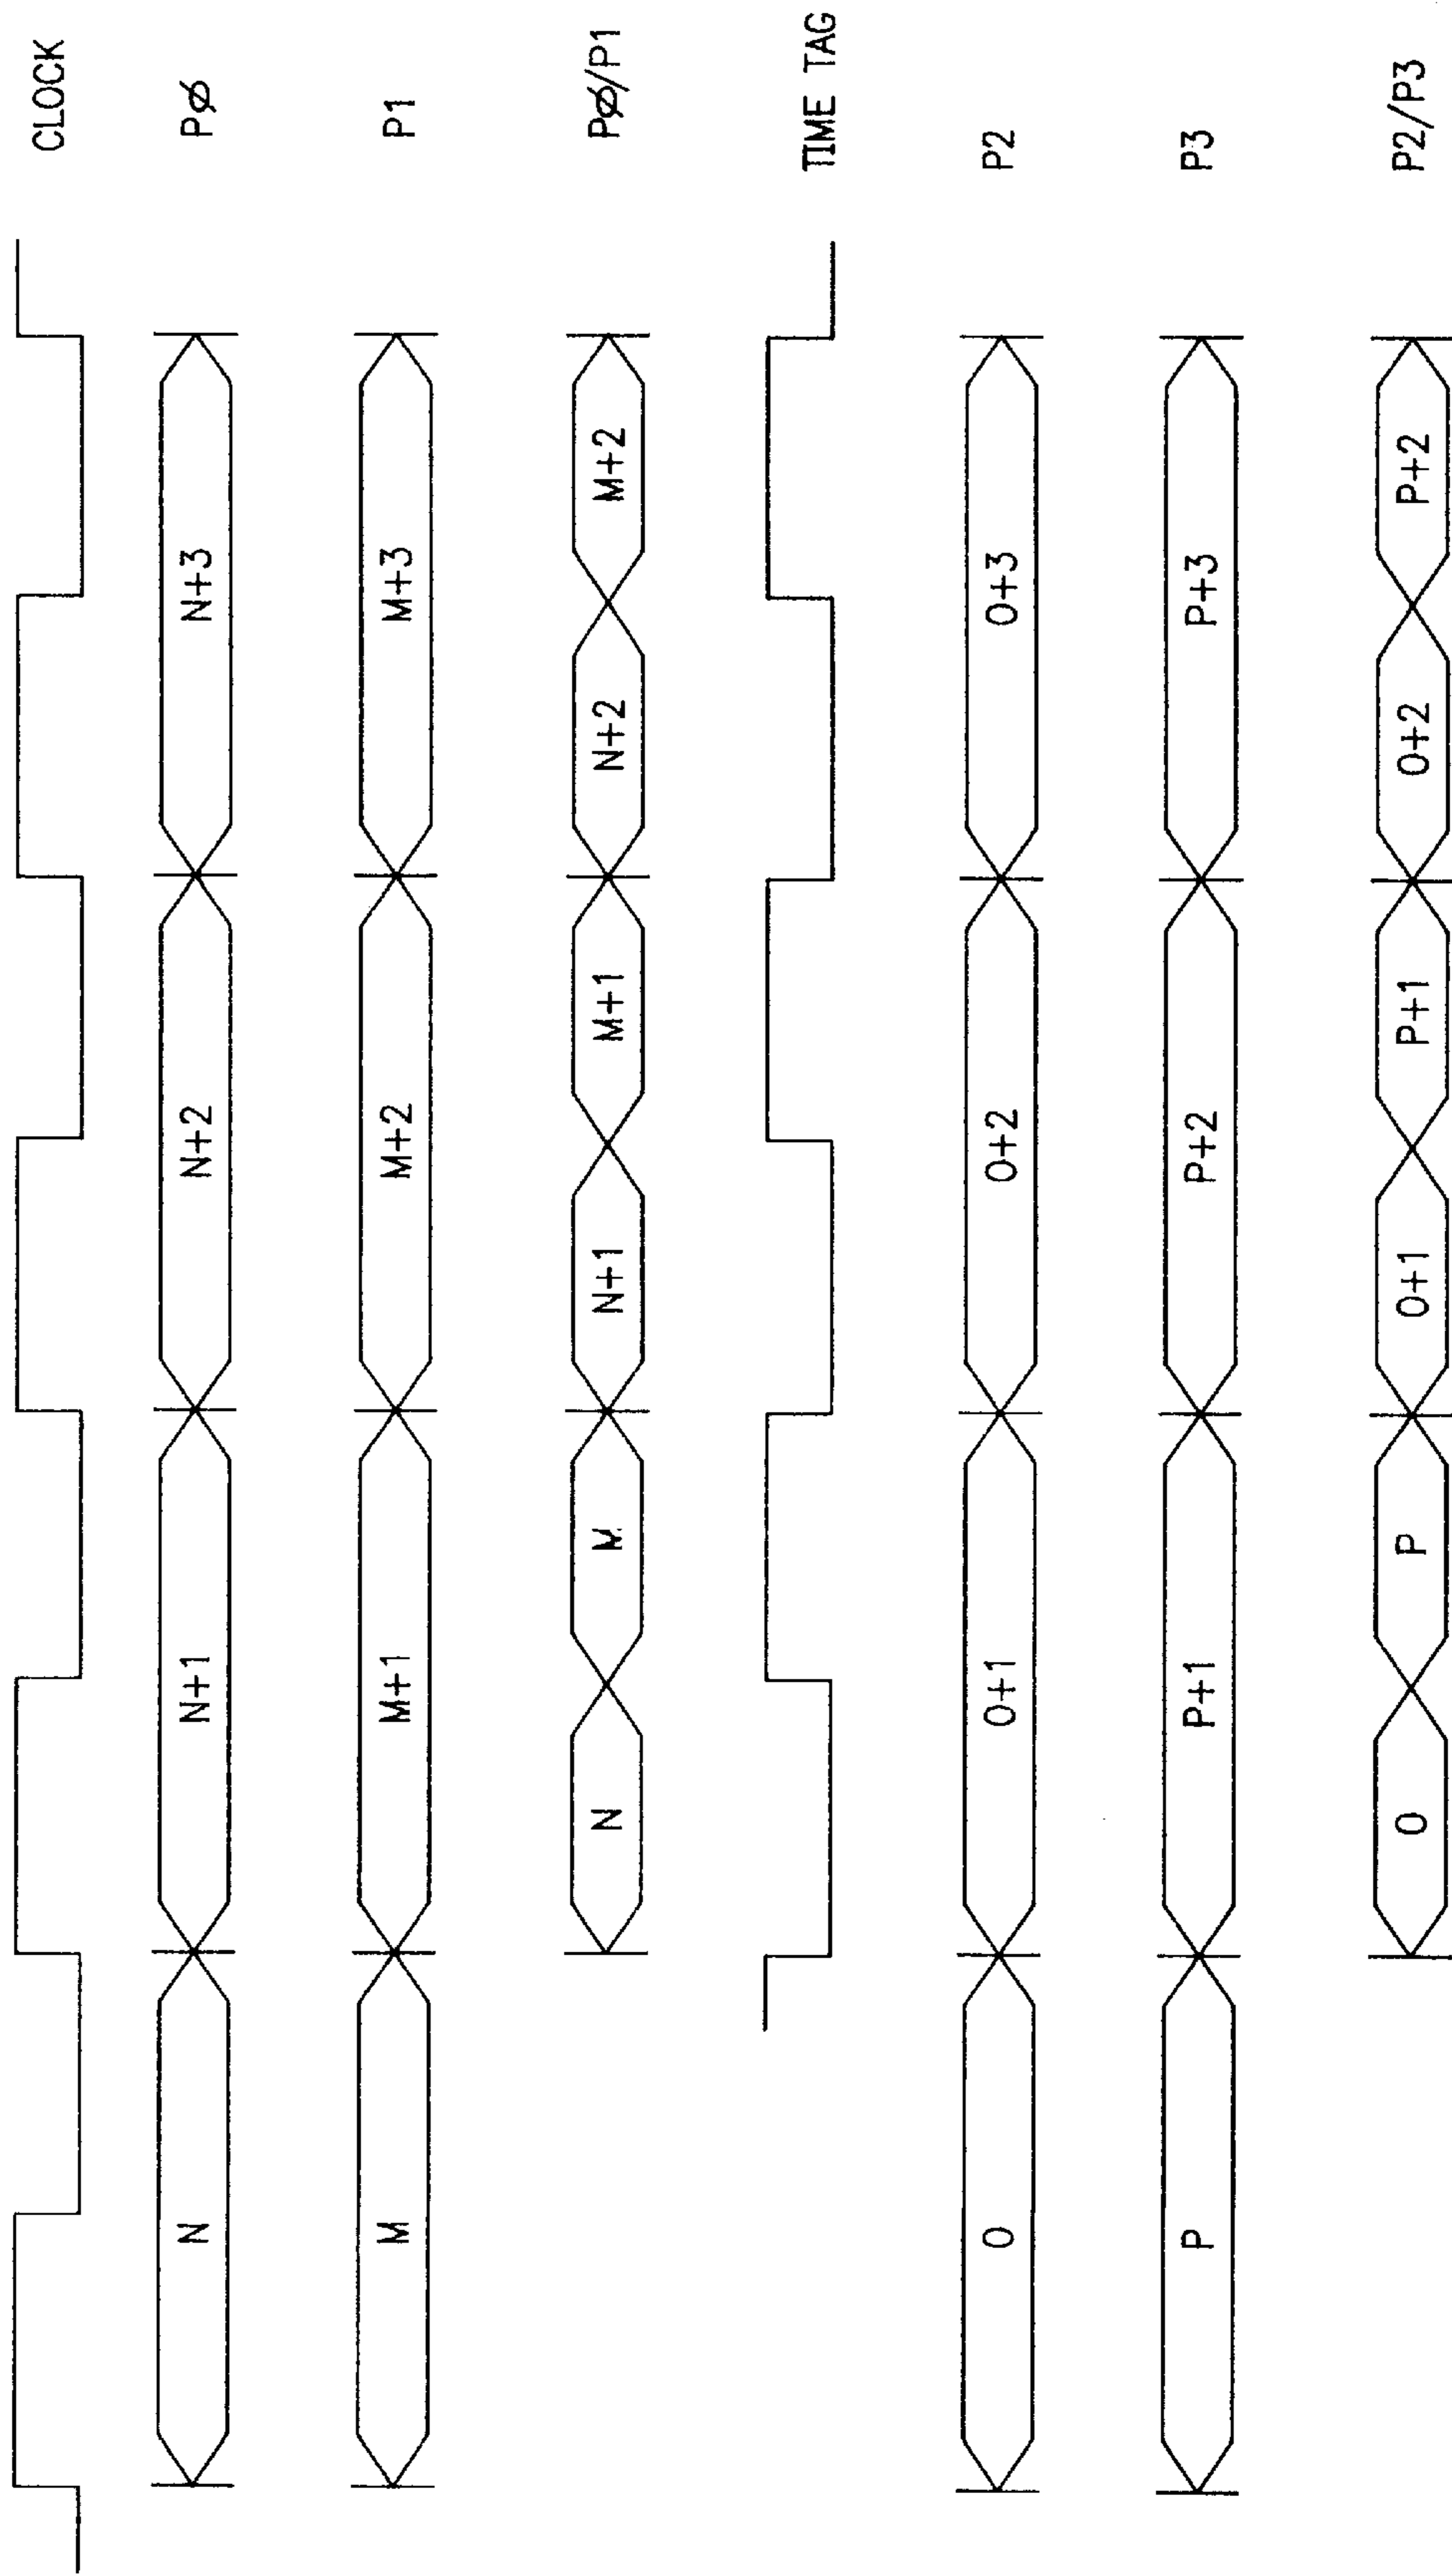 CLOCK
N N+1 N+2 N+3 PØ
M M+1 M+2 M+3 P1
N M N+1 M+1 N+2 M+2 PØ/P1
TIME TAG
O O+1 O+2 O+3 P2
P P+1 P+2 P+3 P3
O P O+1 P+1 O+2 P+2 P2/P3